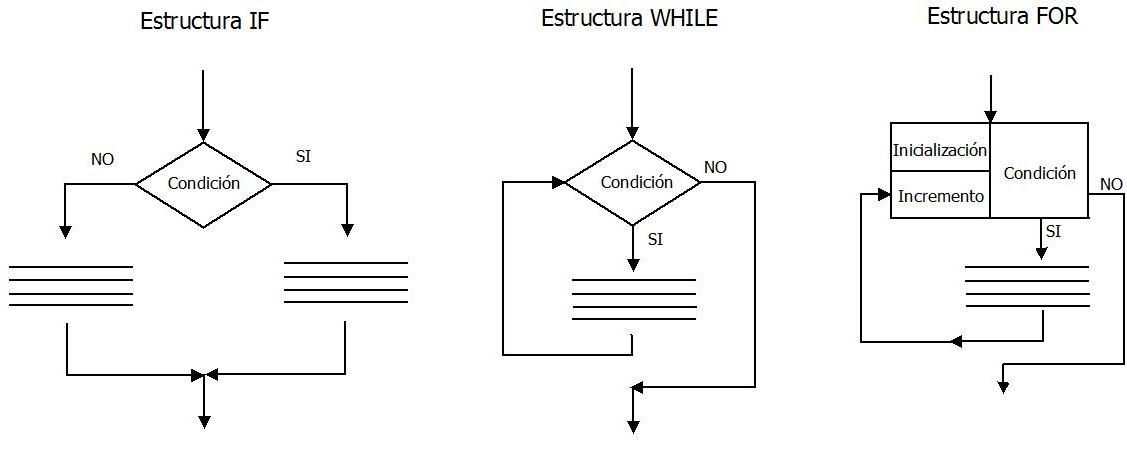 Estructura IF
NO
SI
Condición
Estructura WHILE
Condición
NO
SI
Estructura FOR
Inicialización
Incremento
Condición
NO
SI